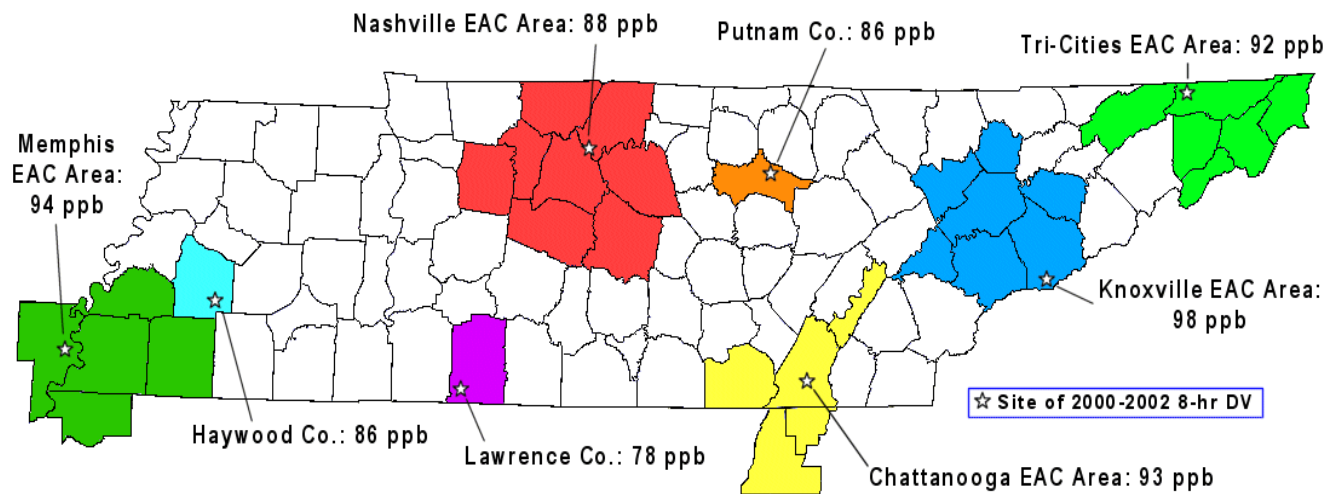 Nashville EAC Area: 88 ppb
Putnam Co.: 86 ppb
Tri-Cities EAC Area: 92 ppb
Memphis
EAC Area:
94 ppb
Knoxville EAC Area:
98 ppb
☆ Site of 2000-2002 8-hr DV
Haywood Co.: 86 ppb
Lawrence Co.: 78 ppb
Chattanooga EAC Area: 93 ppb